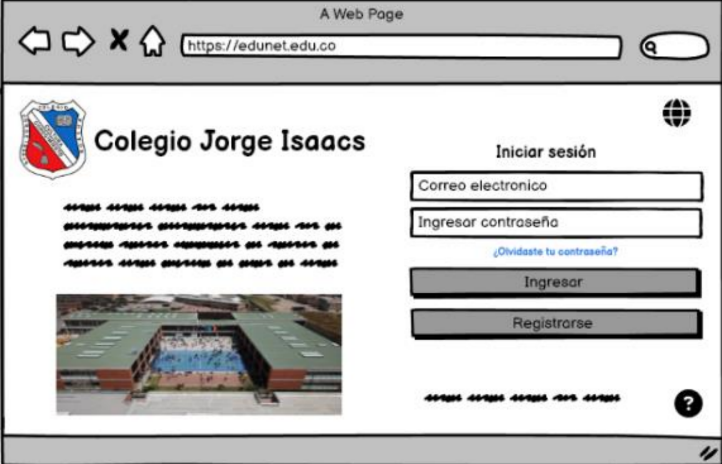 A Web Page
https://edunet.edu.co
Colegio Jorge Isaacs
Iniciar sesión
Correo electronico
Ingresar contraseña
¿Olvidaste tu contraseña?
Ingresar
Registrarse
?